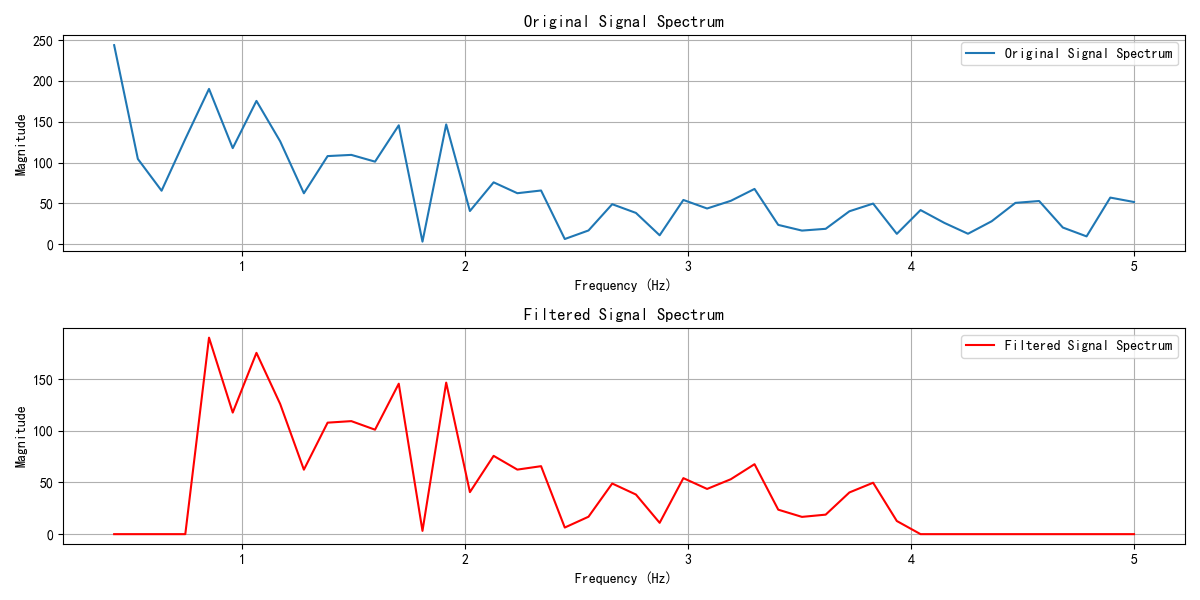 Original Signal Spectrum
250
200
150
100
50
0
Magnitude
Original Signal Spectrum
1
2
3
4
5
Frequency (Hz)
Filtered Signal Spectrum
150
100
50
0
Magnitude
Filtered Signal Spectrum
1
2
3
4
5
Frequency (Hz)